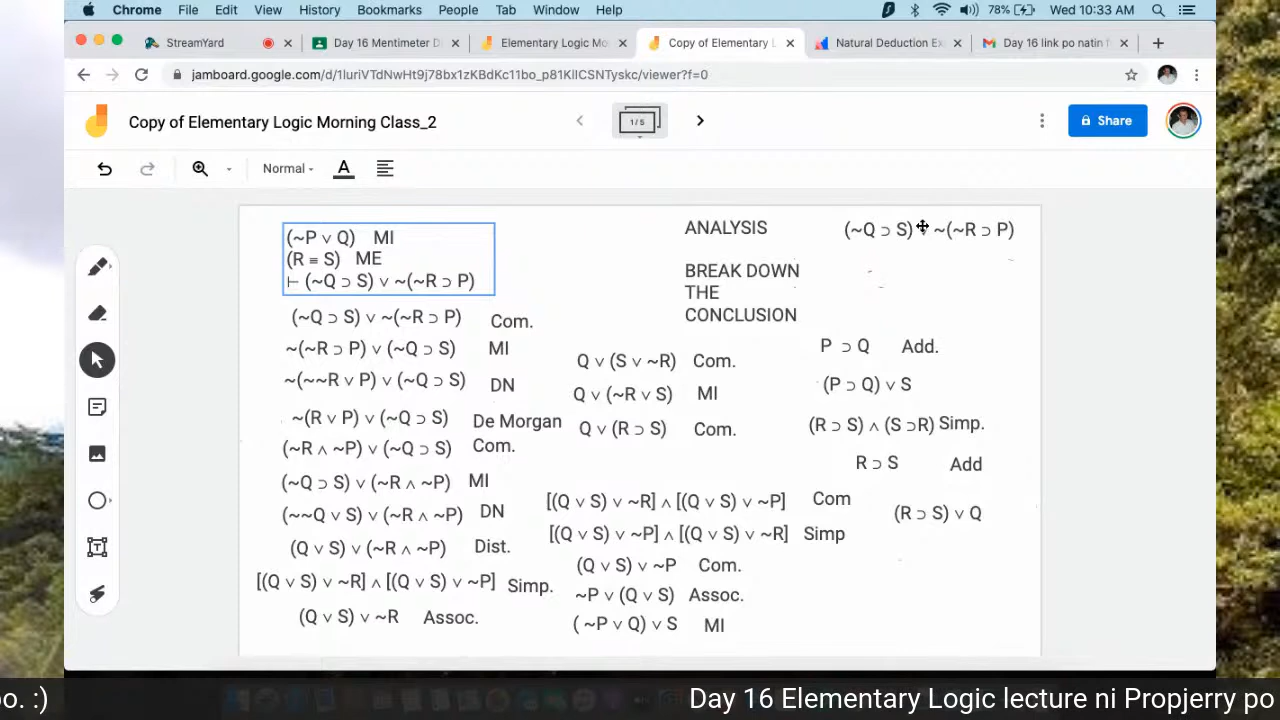 Chrome File Edit View History Bookmarks People Tab Window Help 78% Wed 10:33 AM
StreamYard Day 16 Mentimeter D Elementary Logic Mo Copy of Elementary L Natural Deduction Ex Day 16 link po natin f
jamboard.google.com/d/1luriVTdNwHt9j78bx1zKBdKc11bo_p81KlICSNTyskc/viewer?f=0
Copy of Elementary Logic Morning Class_2
1/5
Share
Normal A
(~P ∨ Q) MI
(R ≡ S) ME
⊢ (~Q ⊃ S) ∨ ~(~R ⊃ P)
(~Q ⊃ S) ∨ ~(~R ⊃ P) Com.
~(~R ⊃ P) ∨ (~Q ⊃ S) MI
~(~~R ∨ P) ∨ (~Q ⊃ S) DN
~(R ∨ P) ∨ (~Q ⊃ S) De Morgan
(~R ∧ ~P) ∨ (~Q ⊃ S) Com.
(~Q ⊃ S) ∨ (~R ∧ ~P) MI
(~~Q ∨ S) ∨ (~R ∧ ~P) DN
(Q ∨ S) ∨ (~R ∧ ~P) Dist.
[(Q ∨ S) ∨ ~R] ∧ [(Q ∨ S) ∨ ~P] Simp.
(Q ∨ S) ∨ ~R Assoc.
Q ∨ (S ∨ ~R) Com.
Q ∨ (~R ∨ S) MI
Q ∨ (R ⊃ S) Com.
[(Q ∨ S) ∨ ~R] ∧ [(Q ∨ S) ∨ ~P] Com
[(Q ∨ S) ∨ ~P] ∧ [(Q ∨ S) ∨ ~R] Simp
(Q ∨ S) ∨ ~P Com.
~P ∨ (Q ∨ S) Assoc.
( ~P ∨ Q) ∨ S MI
ANALYSIS
BREAK DOWN
THE
CONCLUSION
(~Q ⊃ S) ∨ ~(~R ⊃ P)
P ⊃ Q Add.
(P ⊃ Q) ∨ S
(R ⊃ S) ∧ (S ⊃R) Simp.
R ⊃ S Add
(R ⊃ S) ∨ Q
po. :) Day 16 Elementary Logic lecture ni Propjerry po